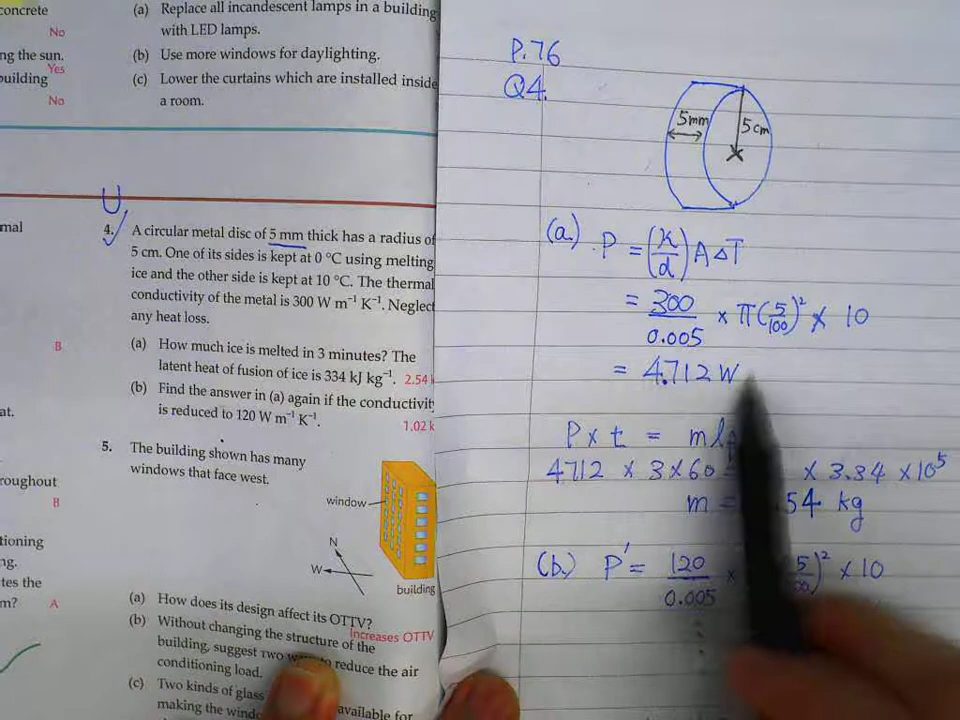 concrete
No
ng the sun.
Yes
building
No
(a) Replace all incandescent lamps in a building
with LED lamps.
(b) Use more windows for daylighting.
(c) Lower the curtains which are installed inside
a room.
mal
B
at.
roughout
B
tioning
ng.
tes the
m? A
U,
4. A circular metal disc of 5 mm thick has a radius of
5 cm. One of its sides is kept at 0 °C using melting
ice and the other side is kept at 10 °C. The thermal
conductivity of the metal is 300 W m⁻¹ K⁻¹. Neglect
any heat loss.
(a) How much ice is melted in 3 minutes? The
latent heat of fusion of ice is 334 kJ kg⁻¹. 2.54 k
(b) Find the answer in (a) again if the conductivity
is reduced to 120 W m⁻¹ K⁻¹.
1.02 k
5. The building shown has many
windows that face west.
window
N
W
building
(a) How does its design affect its OTTV?
Increases OTTV
(b) Without changing the structure of the
building, suggest two to reduce the air
conditioning load.
(c) Two kinds of glass available for
making the
P.76
Q4.
5mm
5cm
(a.) P = (K/d) A △T
= 300/0.005 × π(5/100)² × 10
= 4.712 W
P × t = m l
4712 × 3×60 = × 3.34 × 10⁵
m = .54 kg
(b.) P' = 120/0.005 × 5/00)² × 10